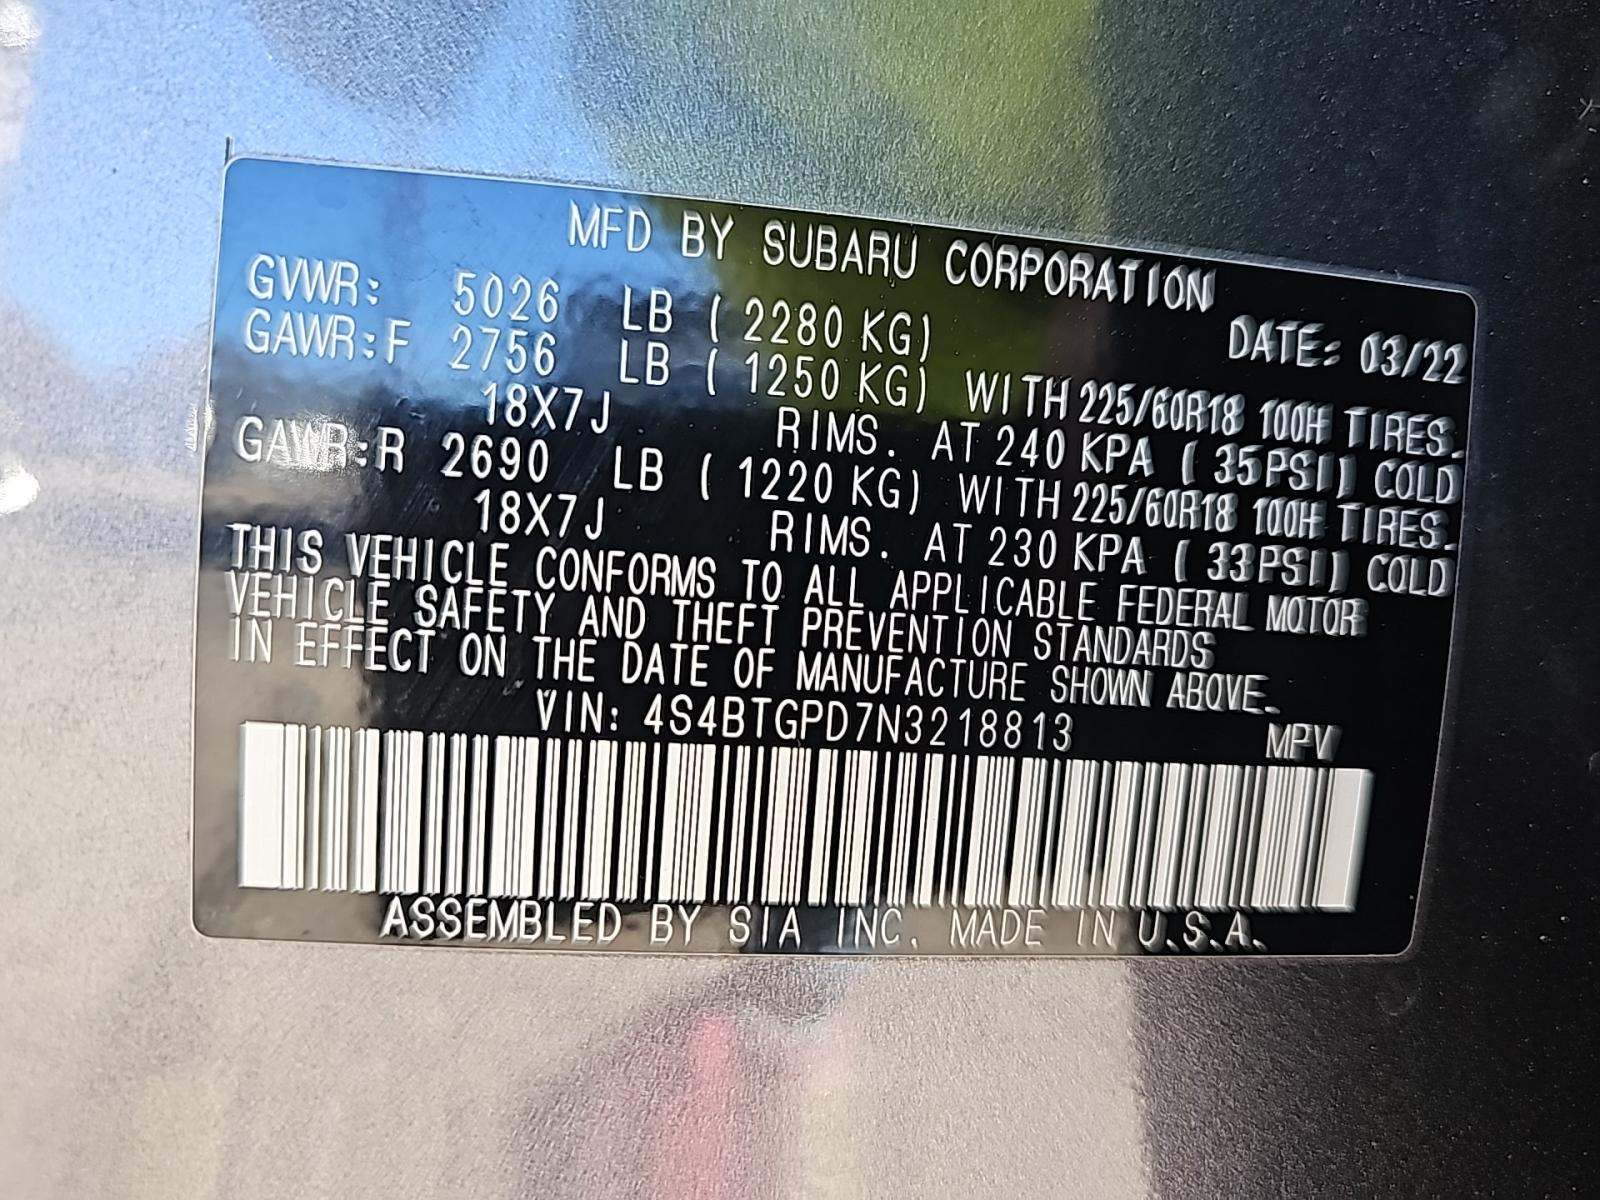 MFD BY SUBARU CORPORATION
DATE: 03/22
GVWR: 5026 LB ( 2280 KG)
GAWR:F 2756 LB ( 1250 KG) WITH 225/60R18 100H TIRES.
18X7J RIMS. AT 240 KPA ( 35PSI) COLD
GAWR:R 2690 LB ( 1220 KG) WITH 225/60R18 100H TIRES.
18X7J RIMS. AT 230 KPA ( 33PSI) COLD
THIS VEHICLE CONFORMS TO ALL APPLICABLE FEDERAL MOTOR
VEHICLE SAFETY AND THEFT PREVENTION STANDARDS
IN EFFECT ON THE DATE OF MANUFACTURE SHOWN ABOVE.
VIN: 4S4BTGPD7N3218813 MPV
ASSEMBLED BY SIA INC. MADE IN U.S.A.